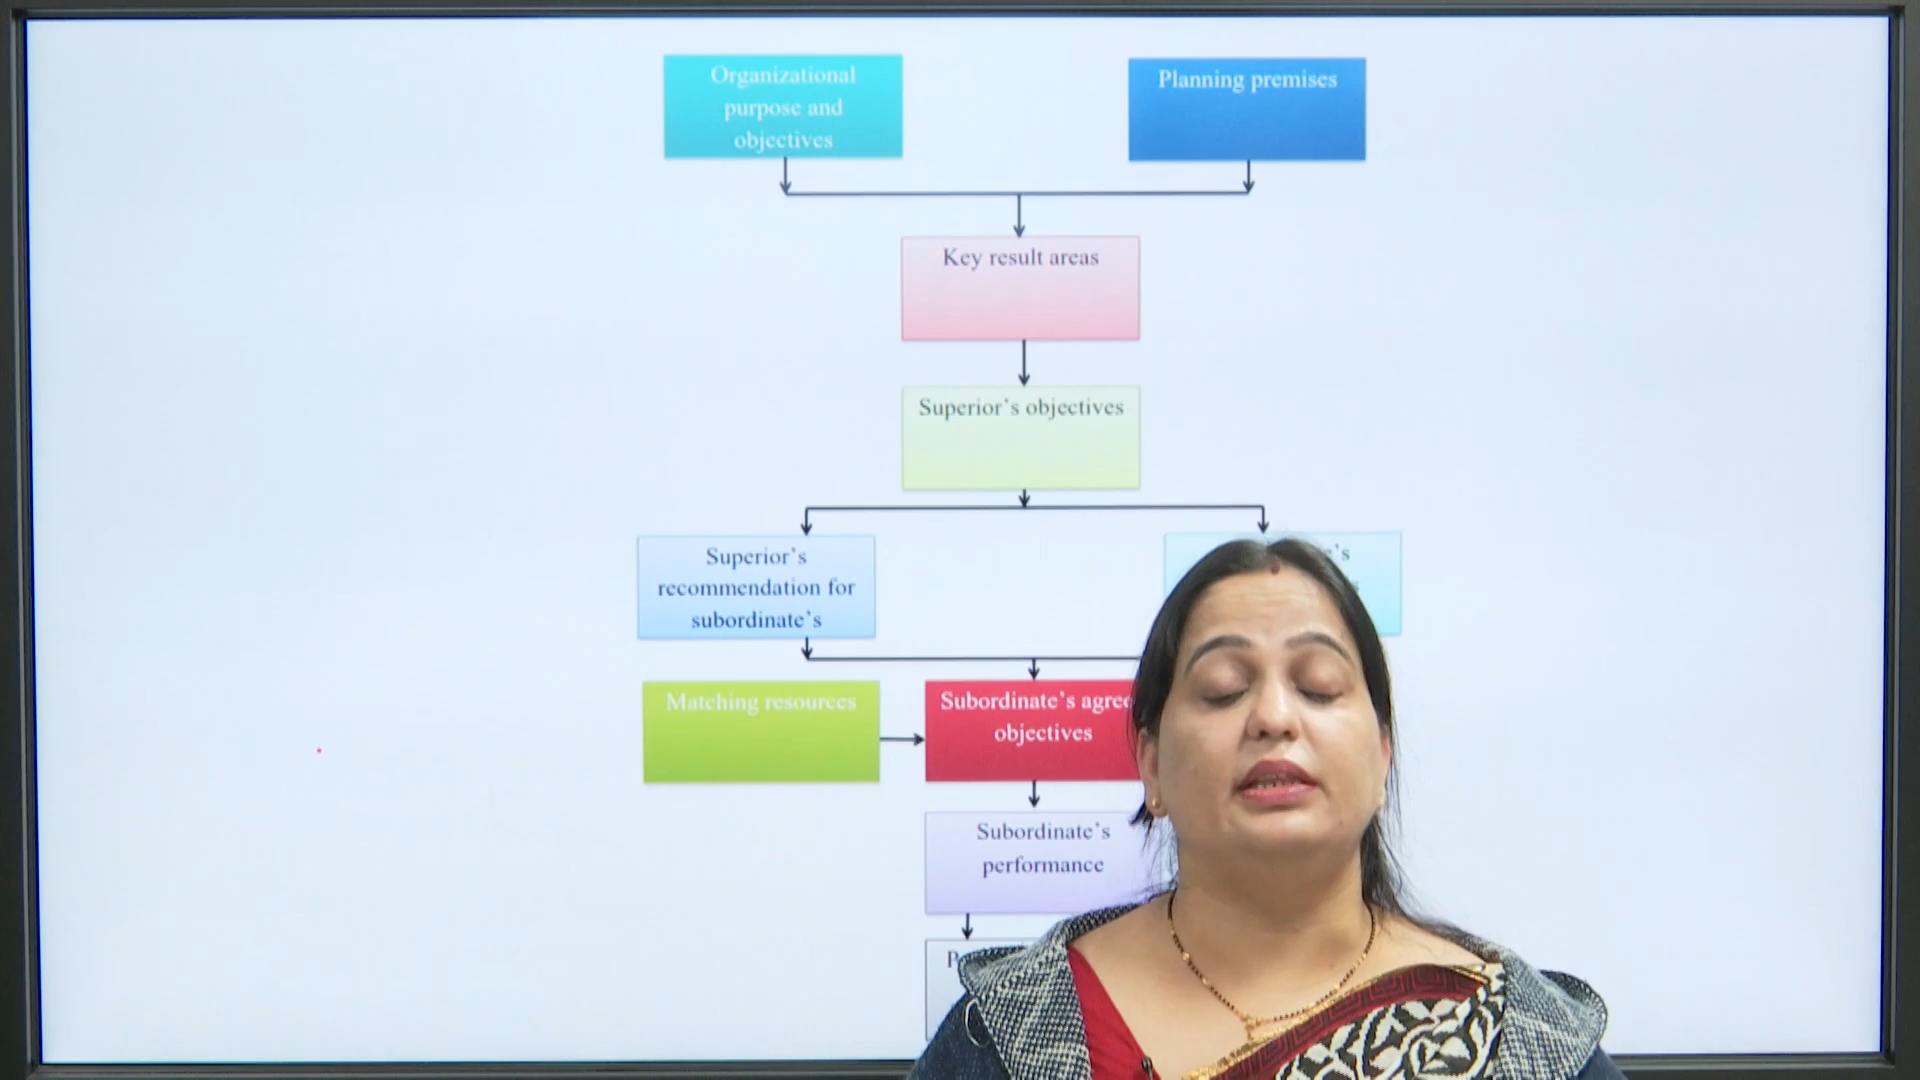 Organizational
purpose and
objectives
Planning premises
Key result areas
Superior's objectives
Superior's
recommendation for
subordinate's
Matching resources
Subordinate's agree
objectives
Subordinate's
performance